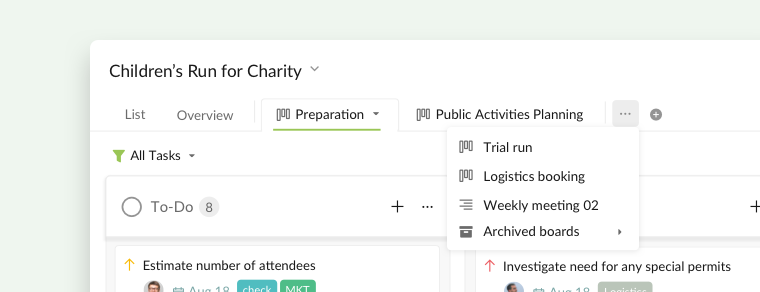 Children's Run for Charity
List Overview Preparation Public Activities Planning ...
All Tasks
Trial run
Logistics booking
Weekly meeting 02
Archived boards
To-Do 8 + ... +
Estimate number of attendees
Investigate need for any special permits
Aug 18 check MKT
Aug 18 Logistics